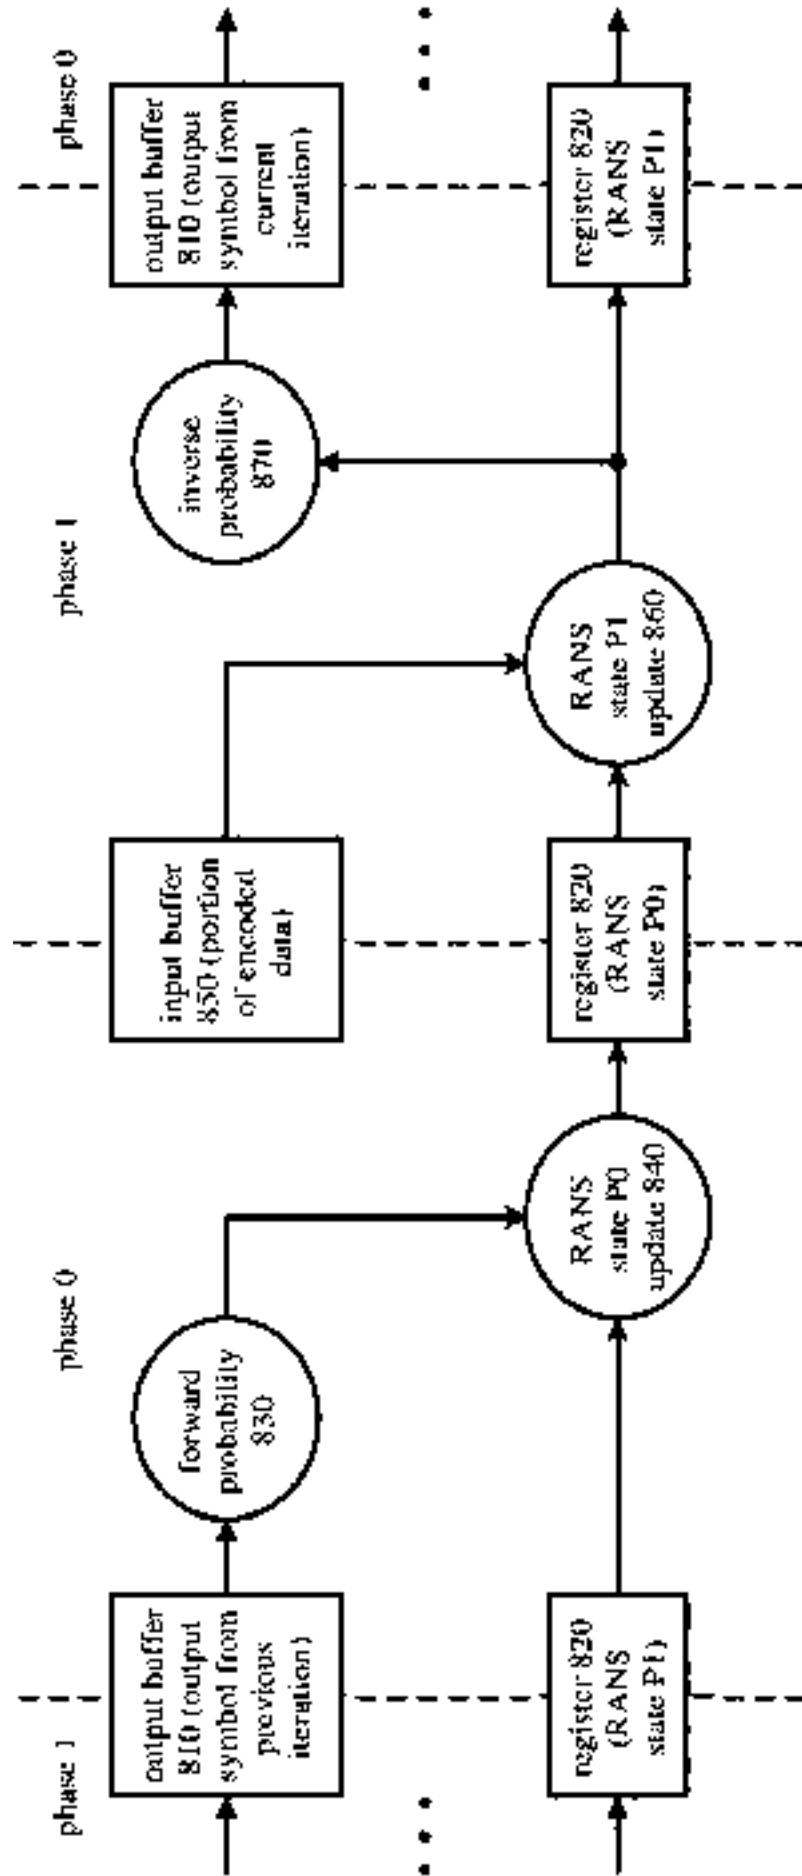 phase 1
phase 0
phase 1
phase 0
output buffer
810 (output
symbol from
previous
iteration)
forward
probability
830
input buffer
850 (portion
of encoded
data)
inverse
probability
870
output buffer
810 (output
symbol from
current
iteration)
register 820
(RANS
state P1)
RANS
state P0
update 840
register 820
(RANS
state P0)
RANS
state P1
update 860
register 820
(RANS
state P1)